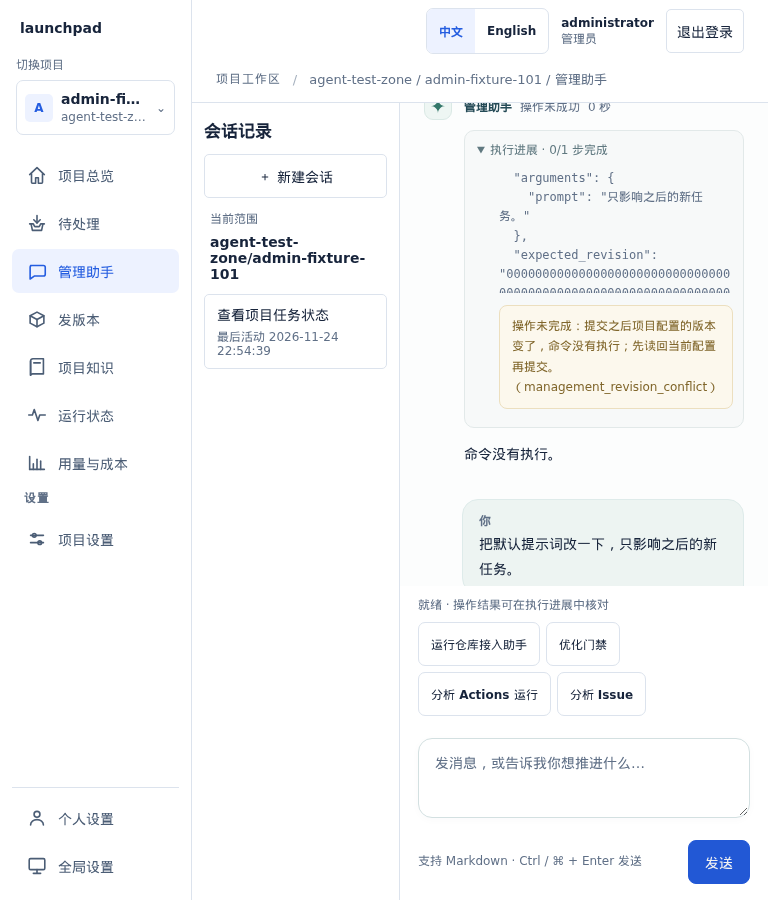 launchpad
切换项目
A
admin-fi...
agent-test-z...
项目总览
待处理
管理助手
发版本
项目知识
运行状态
用量与成本
设置
项目设置
个人设置
全局设置
中文
English
administrator
管理员
退出登录
项目工作区 / agent-test-zone / admin-fixture-101 / 管理助手
会话记录
+ 新建会话
当前范围
agent-test-
zone/admin-fixture-
101
查看项目任务状态
最后活动 2026-11-24
22:54:39
管理助手 操作未成功 0 秒
▼ 执行进展 · 0/1 步完成
"arguments": {
"prompt": "只影响之后的新任
务。"
},
"expected_revision":
"000000000000000000000000000000
0000000000000000000000000000000
操作未完成：提交之后项目配置的版本
变了，命令没有执行；先读回当前配置
再提交。
（management_revision_conflict）
命令没有执行。
你
把默认提示词改一下，只影响之后的新
任务。
就绪 · 操作结果可在执行进展中核对
运行仓库接入助手
优化门禁
分析 Actions 运行
分析 Issue
发消息，或告诉我你想推进什么...
支持 Markdown · Ctrl / ⌘ + Enter 发送
发送